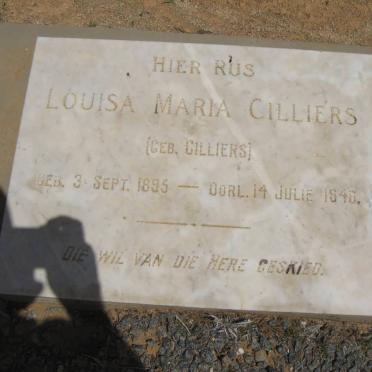 HIER RUS
LOUISA MARIA CILLIERS
(GEB. CILLIERS)
GEB. 3 SEPT. 1895 — OORL. 14 JULIE 1946.
DIE WIL VAN DIE HERE GESKIED.